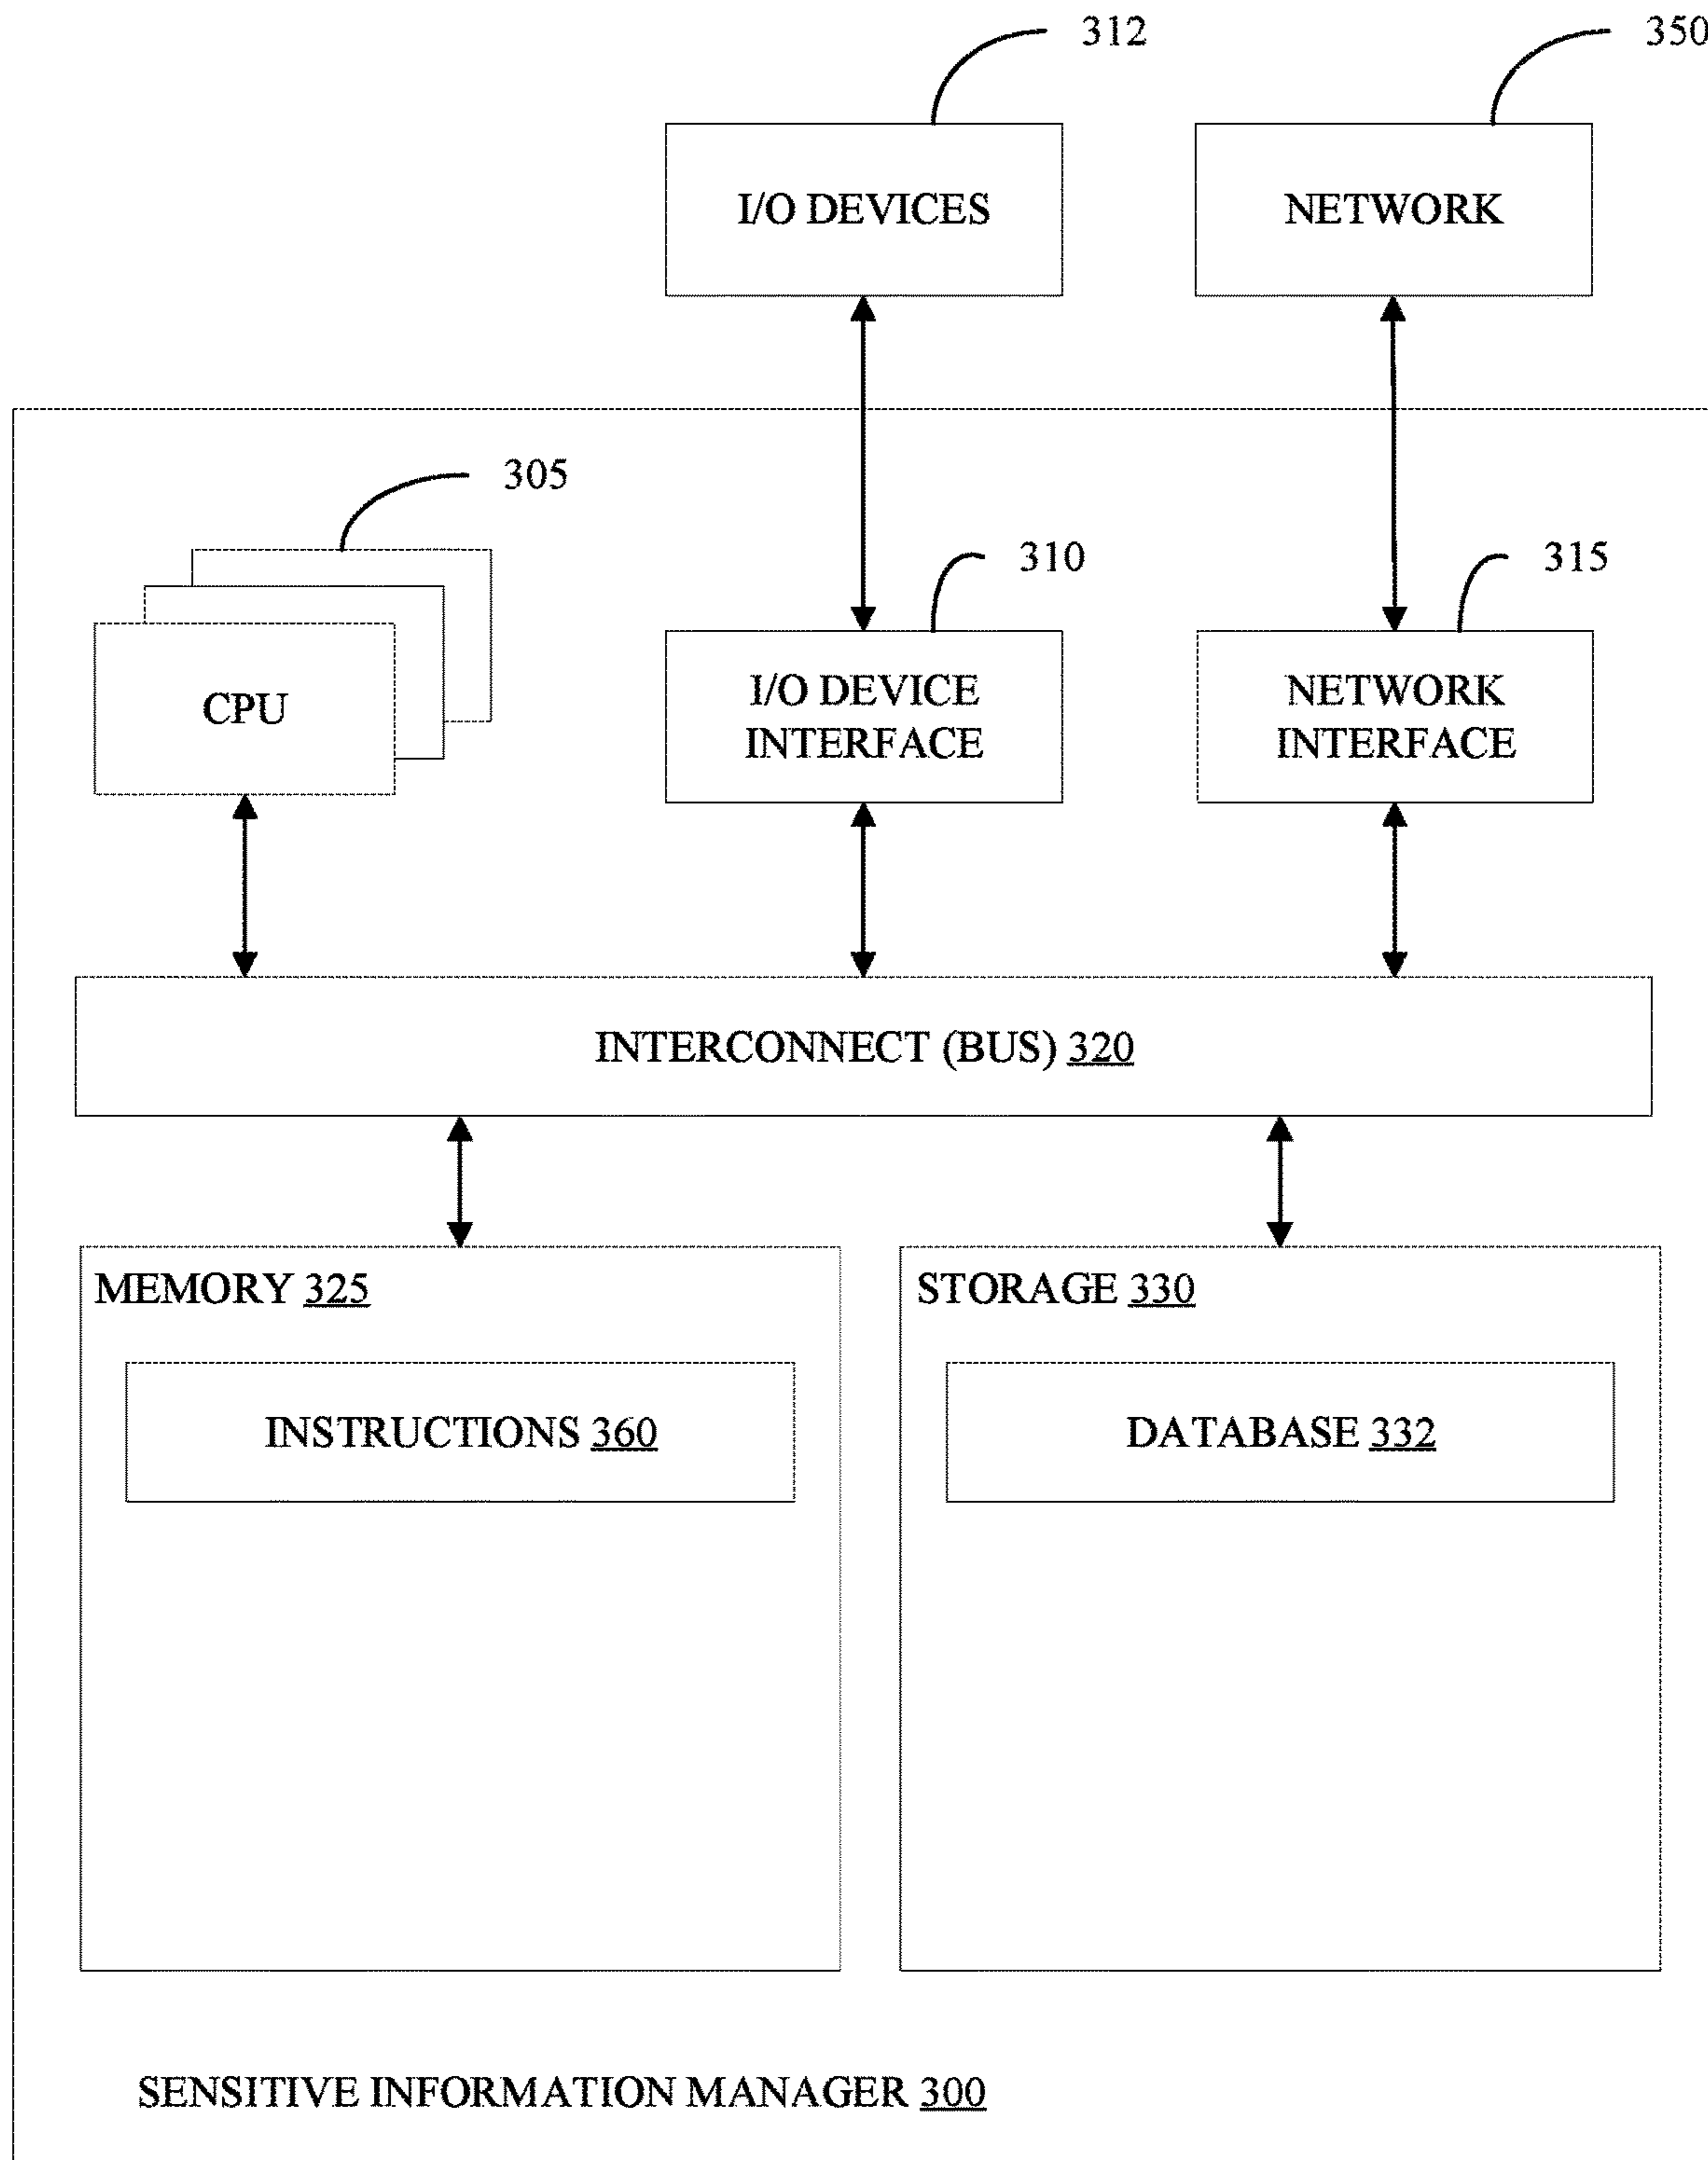 312
350
I/O DEVICES
NETWORK
305
310
315
CPU
I/O DEVICE
INTERFACE
NETWORK
INTERFACE
INTERCONNECT (BUS) 320
MEMORY 325
STORAGE 330
INSTRUCTIONS 360
DATABASE 332
SENSITIVE INFORMATION MANAGER 300